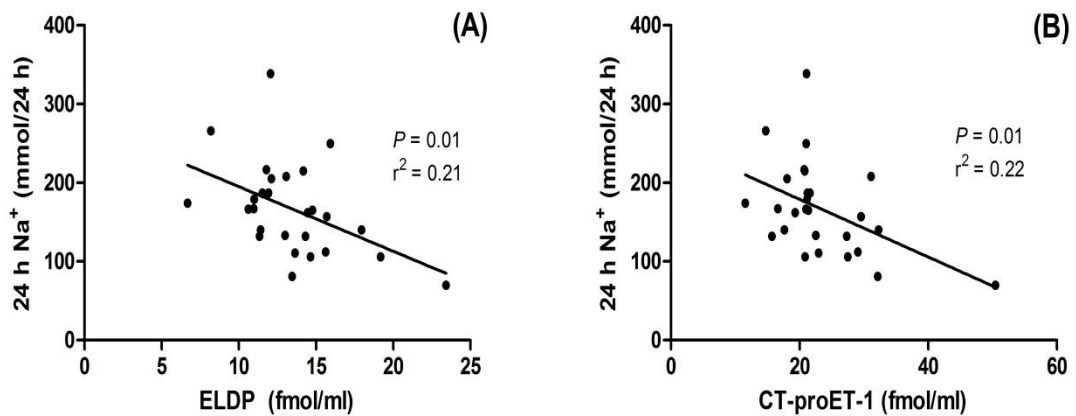 (A)
24 h Na⁺ (mmol/24 h)
400
300
200
100
0
P = 0.01
r² = 0.21
0 5 10 15 20 25
ELDP (fmol/ml)
(B)
24 h Na⁺ (mmol/24 h)
400
300
200
100
0
P = 0.01
r² = 0.22
0 20 40 60
CT-proET-1 (fmol/ml)